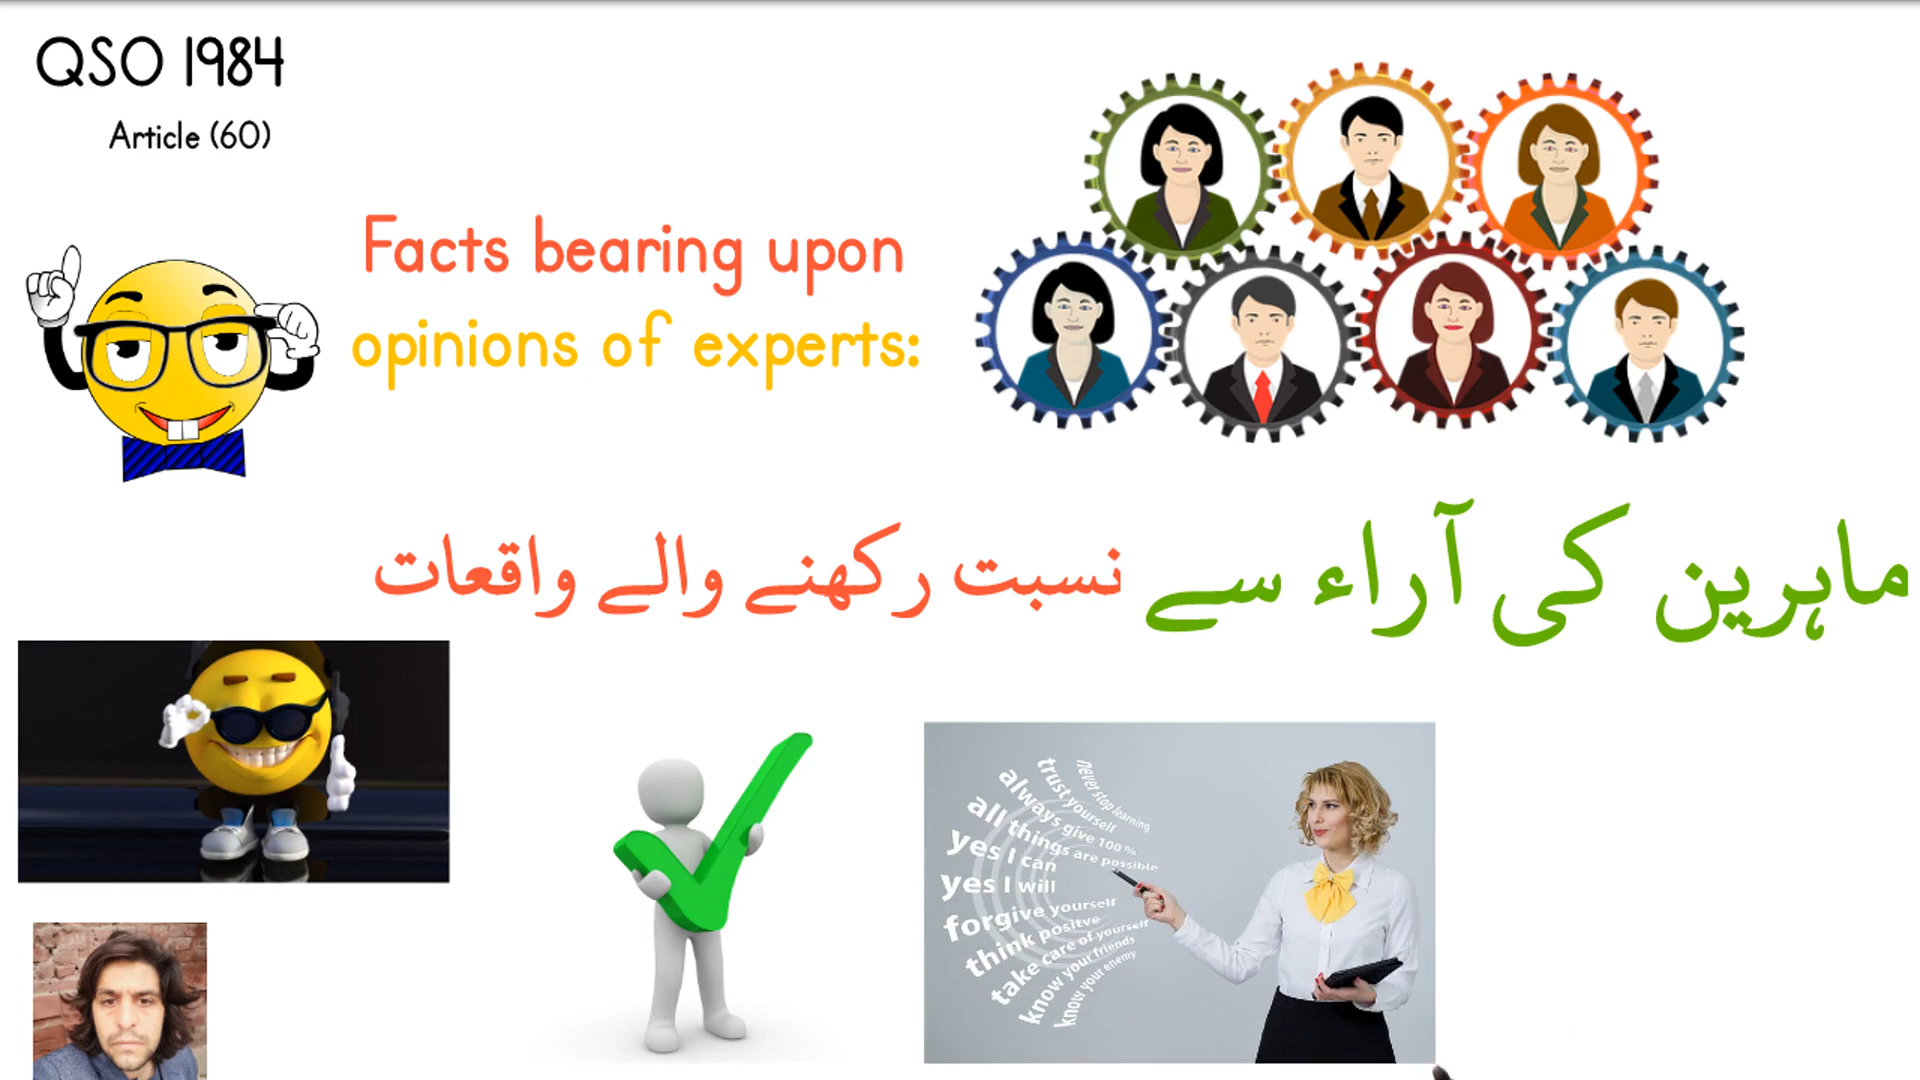 QSO 1984
Article (60)
Facts bearing upon
opinions of experts:
ماہرین کی آراء سے نسبت رکھنے والے واقعات
never stop learning
trust yourself
always give 100 %
all things are possible
yes I can
yes I will
forgive yourself
think positve
take care of yourself
know your friends
know your enemy